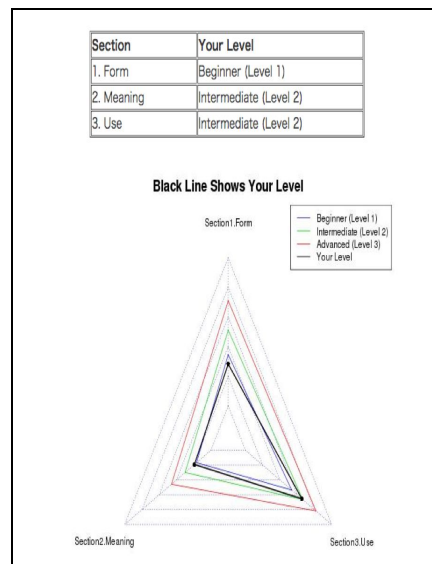 Section Your Level
1. Form Beginner (Level 1)
2. Meaning Intermediate (Level 2)
3. Use Intermediate (Level 2)
Black Line Shows Your Level
Section1.Form
Beginner (Level 1)
Intermediate (Level 2)
Advanced (Level 3)
Your Level
Section2.Meaning
Section3.Use